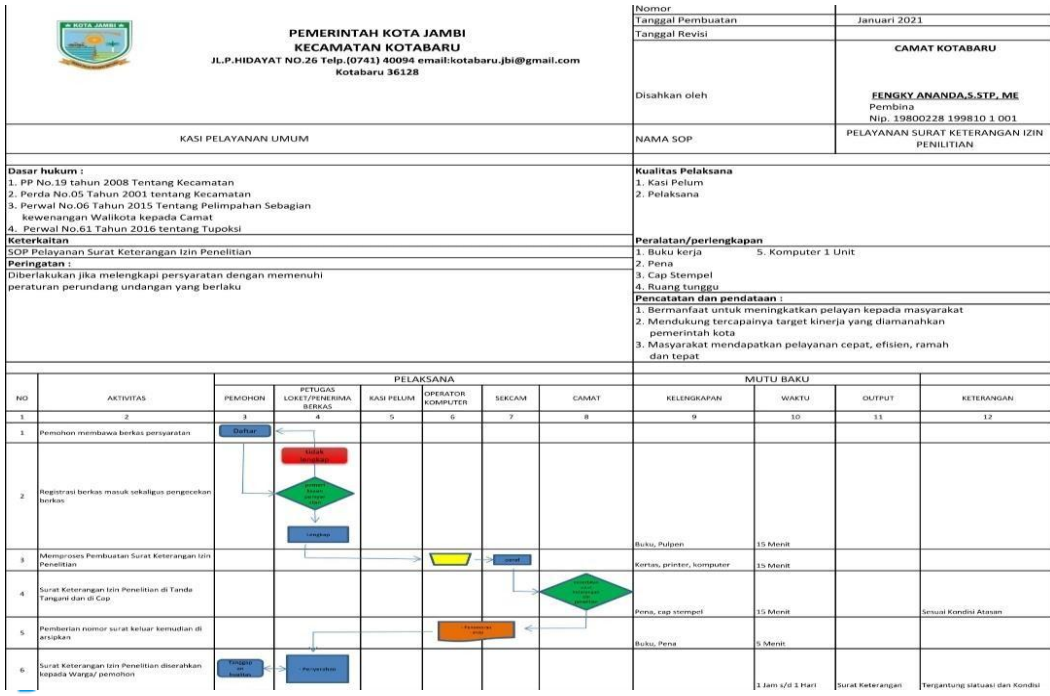 KOTA JAMBI
PEMERINTAH KOTA JAMBI
KECAMATAN KOTABARU
JL.P.HIDAYAT NO.26 Telp.(0741) 40094 email:kotabaru.jbi@gmail.com
Kotabaru 36128
Nomor
Tanggal Pembuatan Januari 2021
Tanggal Revisi
CAMAT KOTABARU
Disahkan oleh FENGKY ANANDA,S.STP, ME
Pembina
Nip. 19800228 199810 1 001
KASI PELAYANAN UMUM
NAMA SOP
PELAYANAN SURAT KETERANGAN IZIN
PENILITIAN
Dasar hukum :
1. PP No.19 tahun 2008 Tentang Kecamatan
2. Perda No.05 Tahun 2001 tentang Kecamatan
3. Perwal No.06 Tahun 2015 Tentang Pelimpahan Sebagian
kewenangan Walikota kepada Camat
4. Perwal No.61 Tahun 2016 tentang Tupoksi
Kualitas Pelaksana
1. Kasi Pelum
2. Pelaksana
Keterkaitan
SOP Pelayanan Surat Keterangan Izin Penelitian
Peringatan :
Diberlakukan jika melengkapi persyaratan dengan memenuhi
peraturan perundang undangan yang berlaku
Peralatan/perlengkapan
1. Buku kerja 5. Komputer 1 Unit
2. Pena
3. Cap Stempel
4. Ruang tunggu
Pencatatan dan pendataan :
1. Bermanfaat untuk meningkatkan pelayan kepada masyarakat
2. Mendukung tercapainya target kinerja yang diamanahkan
pemerintah kota
3. Masyarakat mendapatkan pelayanan cepat, efisien, ramah
dan tepat
PELAKSANA MUTU BAKU
NO AKTIVITAS PEMOHON PETUGAS LOKET/PENERIMA BERKAS KASI PELUM OPERATOR KOMPUTER SEKCAM CAMAT KELENGKAPAN WAKTU OUTPUT KETERANGAN
1 2 3 4 5 6 7 8 9 10 11 12
1 Pemohon membawa berkas persyaratan Daftar
tidak
lengkap
2 Registrasi berkas masuk sekaligus pengecekan
berkas
Lengkap
Buku, Pulpen 15 Menit
3 Memproses Pembuatan Surat Keterangan Izin
Penelitian
Kertas, printer, komputer 15 Menit
4 Surat Keterangan Izin Penelitian di Tanda
Tangani dan di Cap
Pena, cap stempel 15 Menit Sesuai Kondisi Atasan
5 Pemberian nomor surat keluar kemudian di
arsipkan
Buku, Pena 5 Menit
6 Surat Keterangan Izin Penelitian diserahkan
kepada Warga/ pemohon
Penyerahan
1 Jam s/d 1 Hari Surat Keterangan Tergantung siatuasi dan Kondisi